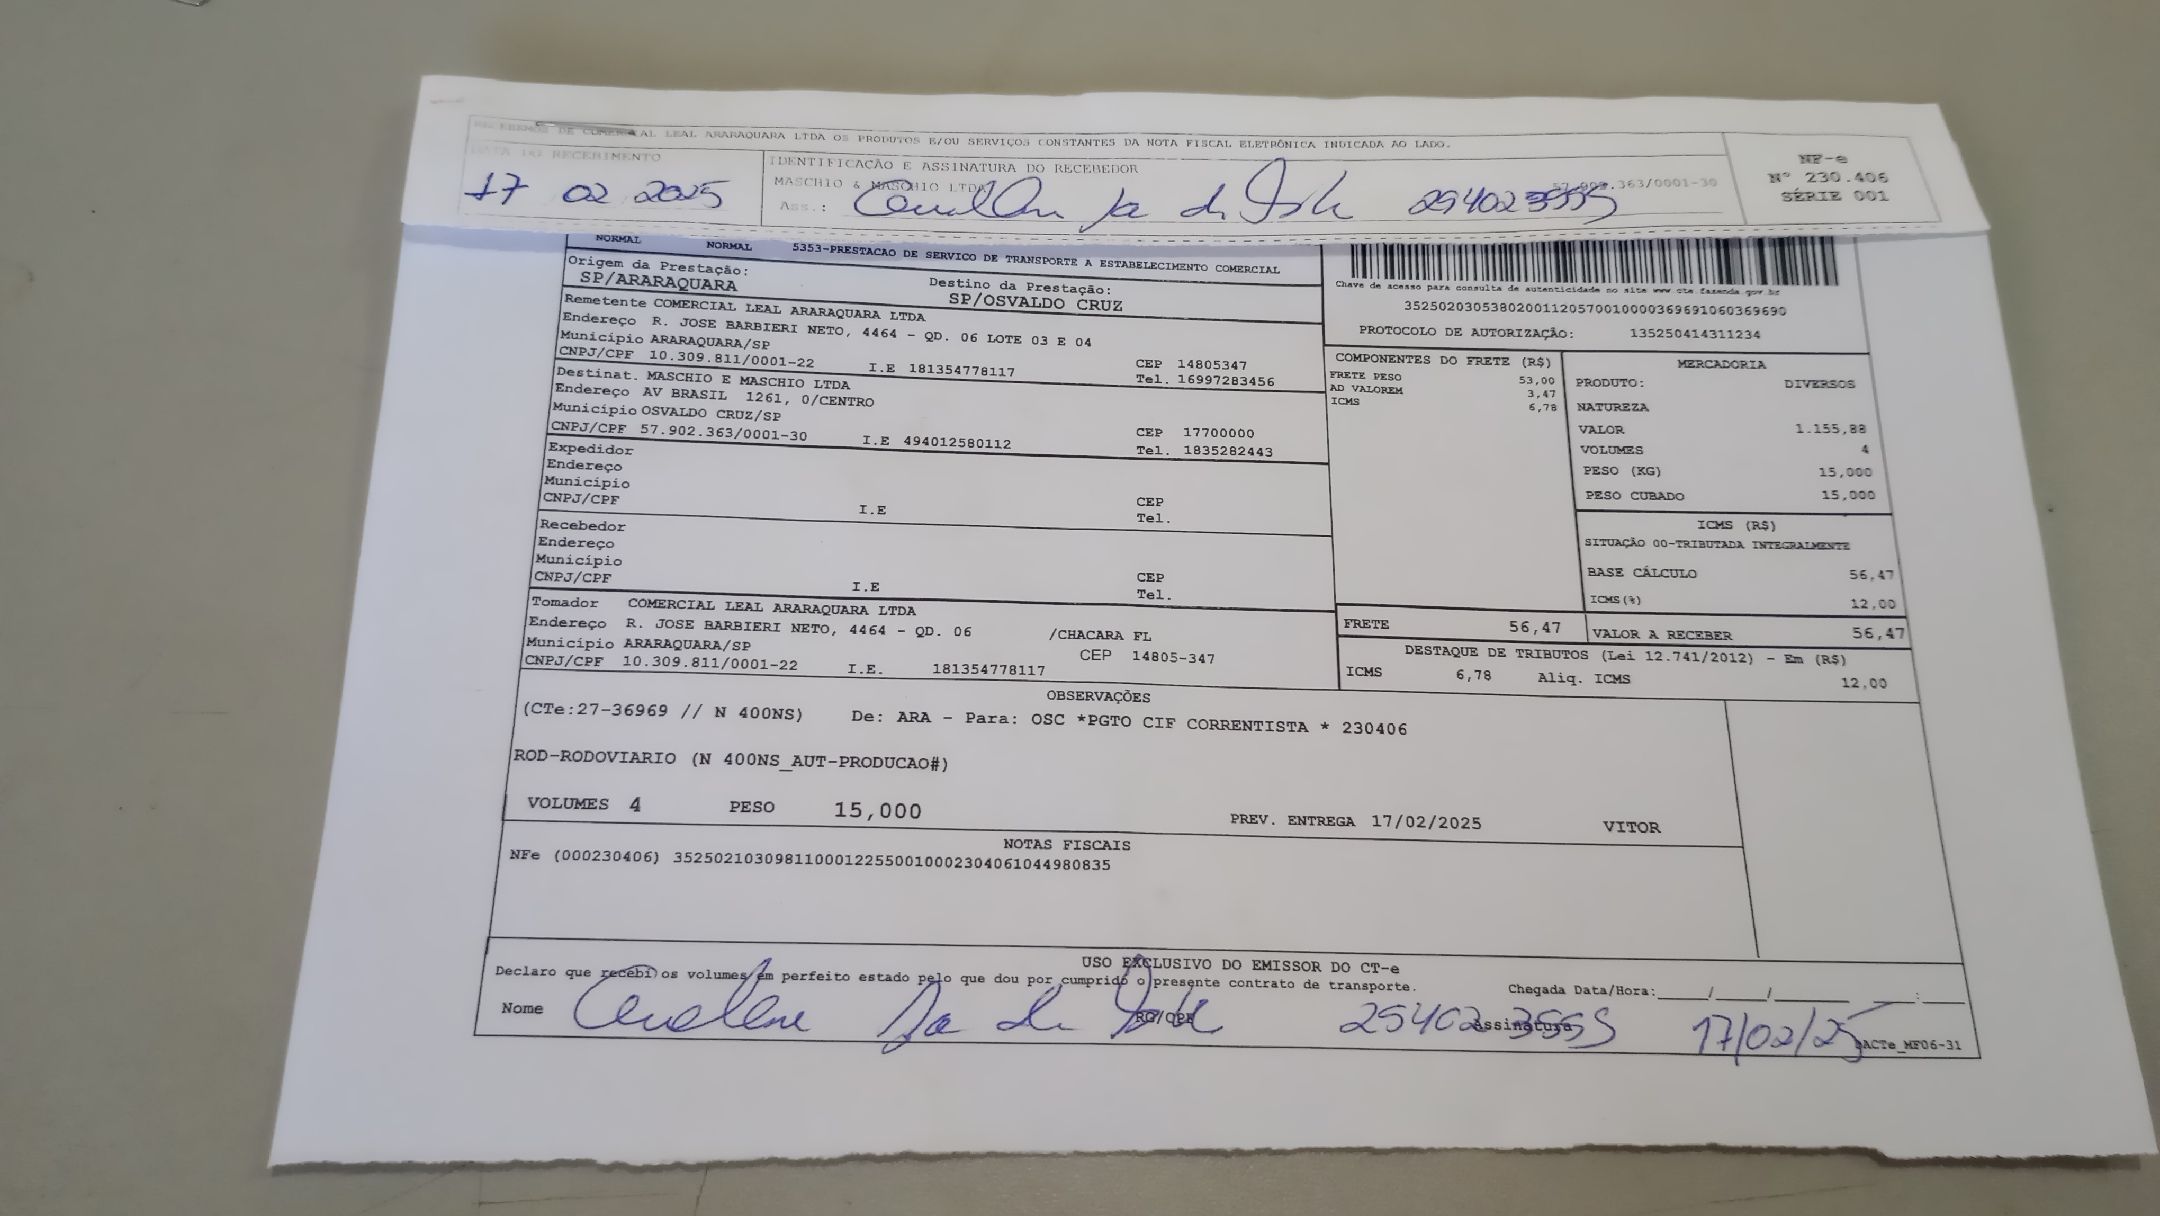 RECEBEMOS DE COMERCIAL LEAL ARARAQUARA LTDA OS PRODUTOS E/OU SERVIÇOS CONSTANTES DA NOTA FISCAL ELETRÔNICA INDICADA AO LADO.
DATA DO RECEBIMENTO
17 02 2025
IDENTIFICAÇÃO E ASSINATURA DO RECEBEDOR
MASCHIO & MASCHIO LTDA 57.902.363/0001-30
Ass.:
NF-e
Nº 230.406
SÉRIE 001
NORMAL NORMAL 5353-PRESTACAO DE SERVICO DE TRANSPORTE A ESTABELECIMENTO COMERCIAL
Origem da Prestação: Destino da Prestação:
SP/ARARAQUARA SP/OSVALDO CRUZ
Remetente COMERCIAL LEAL ARARAQUARA LTDA
Endereço R. JOSE BARBIERI NETO, 4464 - QD. 06 LOTE 03 E 04
Município ARARAQUARA/SP CEP 14805347
CNPJ/CPF 10.309.811/0001-22 I.E 181354778117 Tel. 16997283456
Destinat. MASCHIO E MASCHIO LTDA
Endereço AV BRASIL 1261, 0/CENTRO
Município OSVALDO CRUZ/SP CEP 17700000
CNPJ/CPF 57.902.363/0001-30 I.E 494012580112 Tel. 1835282443
Expedidor
Endereço
Município CEP
CNPJ/CPF I.E Tel.
Recebedor
Endereço
Município CEP
CNPJ/CPF I.E Tel.
Tomador COMERCIAL LEAL ARARAQUARA LTDA
Endereço R. JOSE BARBIERI NETO, 4464 - QD. 06 /CHACARA FL
Município ARARAQUARA/SP CEP 14805-347
CNPJ/CPF 10.309.811/0001-22 I.E. 181354778117
Chave de acesso para consulta de autenticidade no site www.cte.fazenda.gov.br
35250203053802001120570010000369691060369690
PROTOCOLO DE AUTORIZAÇÃO: 135250414311234
COMPONENTES DO FRETE (R$)
FRETE PESO 53,00
AD VALOREM 3,47
ICMS 6,78
MERCADORIA
PRODUTO: DIVERSOS
NATUREZA
VALOR 1.155,88
VOLUMES 4
PESO (KG) 15,000
PESO CUBADO 15,000
ICMS (R$)
SITUAÇÃO 00-TRIBUTADA INTEGRALMENTE
BASE CÁLCULO 56,47
ICMS(%) 12,00
FRETE 56,47 VALOR A RECEBER 56,47
DESTAQUE DE TRIBUTOS (Lei 12.741/2012) - Em (R$)
ICMS 6,78 Aliq. ICMS 12,00
OBSERVAÇÕES
(CTe:27-36969 // N 400NS) De: ARA - Para: OSC *PGTO CIF CORRENTISTA * 230406
ROD-RODOVIARIO (N 400NS_AUT-PRODUCAO#)
VOLUMES 4 PESO 15,000 PREV. ENTREGA 17/02/2025 VITOR
NOTAS FISCAIS
NFe (000230406) 35250210309811000122550010002304061044980835
USO EXCLUSIVO DO EMISSOR DO CT-e
Declaro que recebi os volumes em perfeito estado pelo que dou por cumprido o presente contrato de transporte. Chegada Data/Hora:____/____/______ ____:____
Nome RG/CPF Assinatura 17/02/25
DACTe_MF06-31